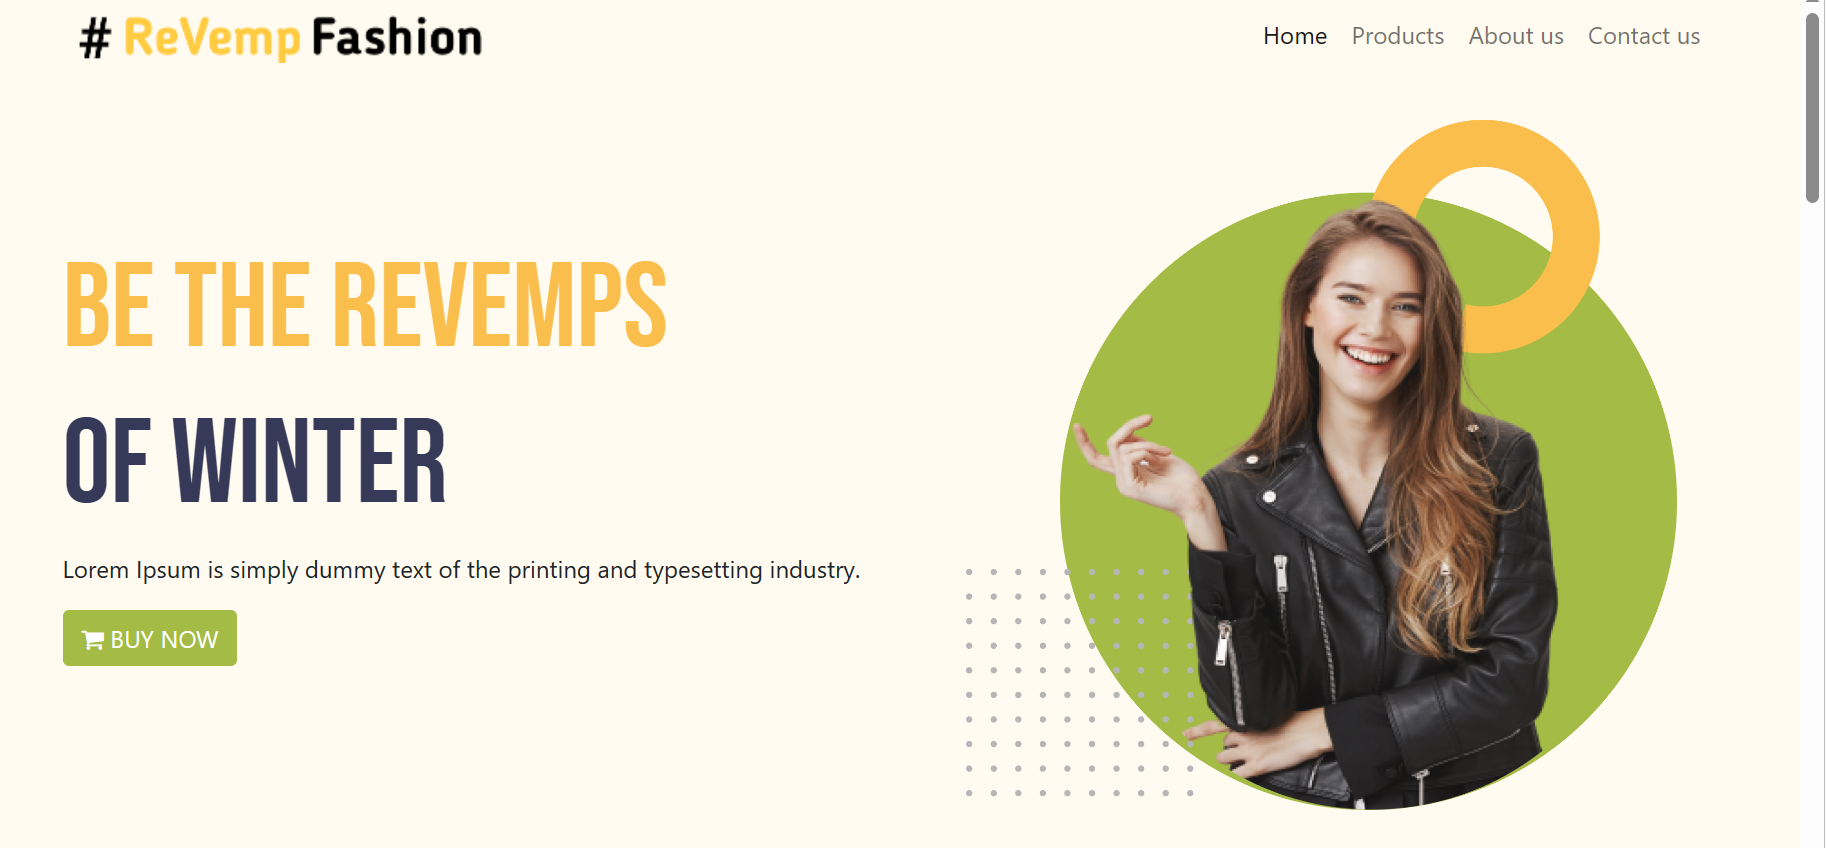 # ReVemp Fashion
Home Products About us Contact us
BE THE REVEMPS
OF WINTER
Lorem Ipsum is simply dummy text of the printing and typesetting industry.
BUY NOW